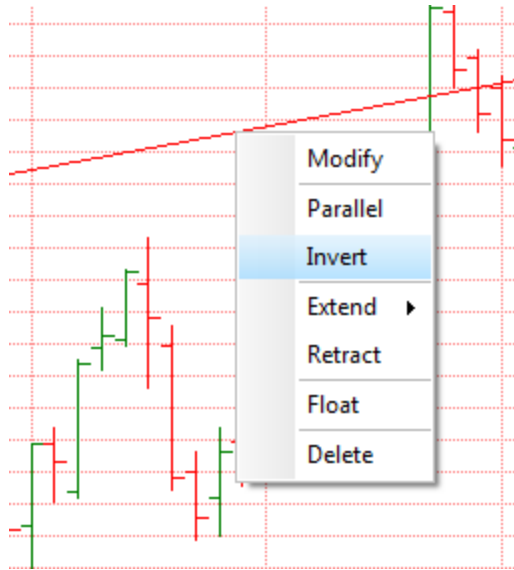 Modify
Parallel
Invert
Extend
Retract
Float
Delete